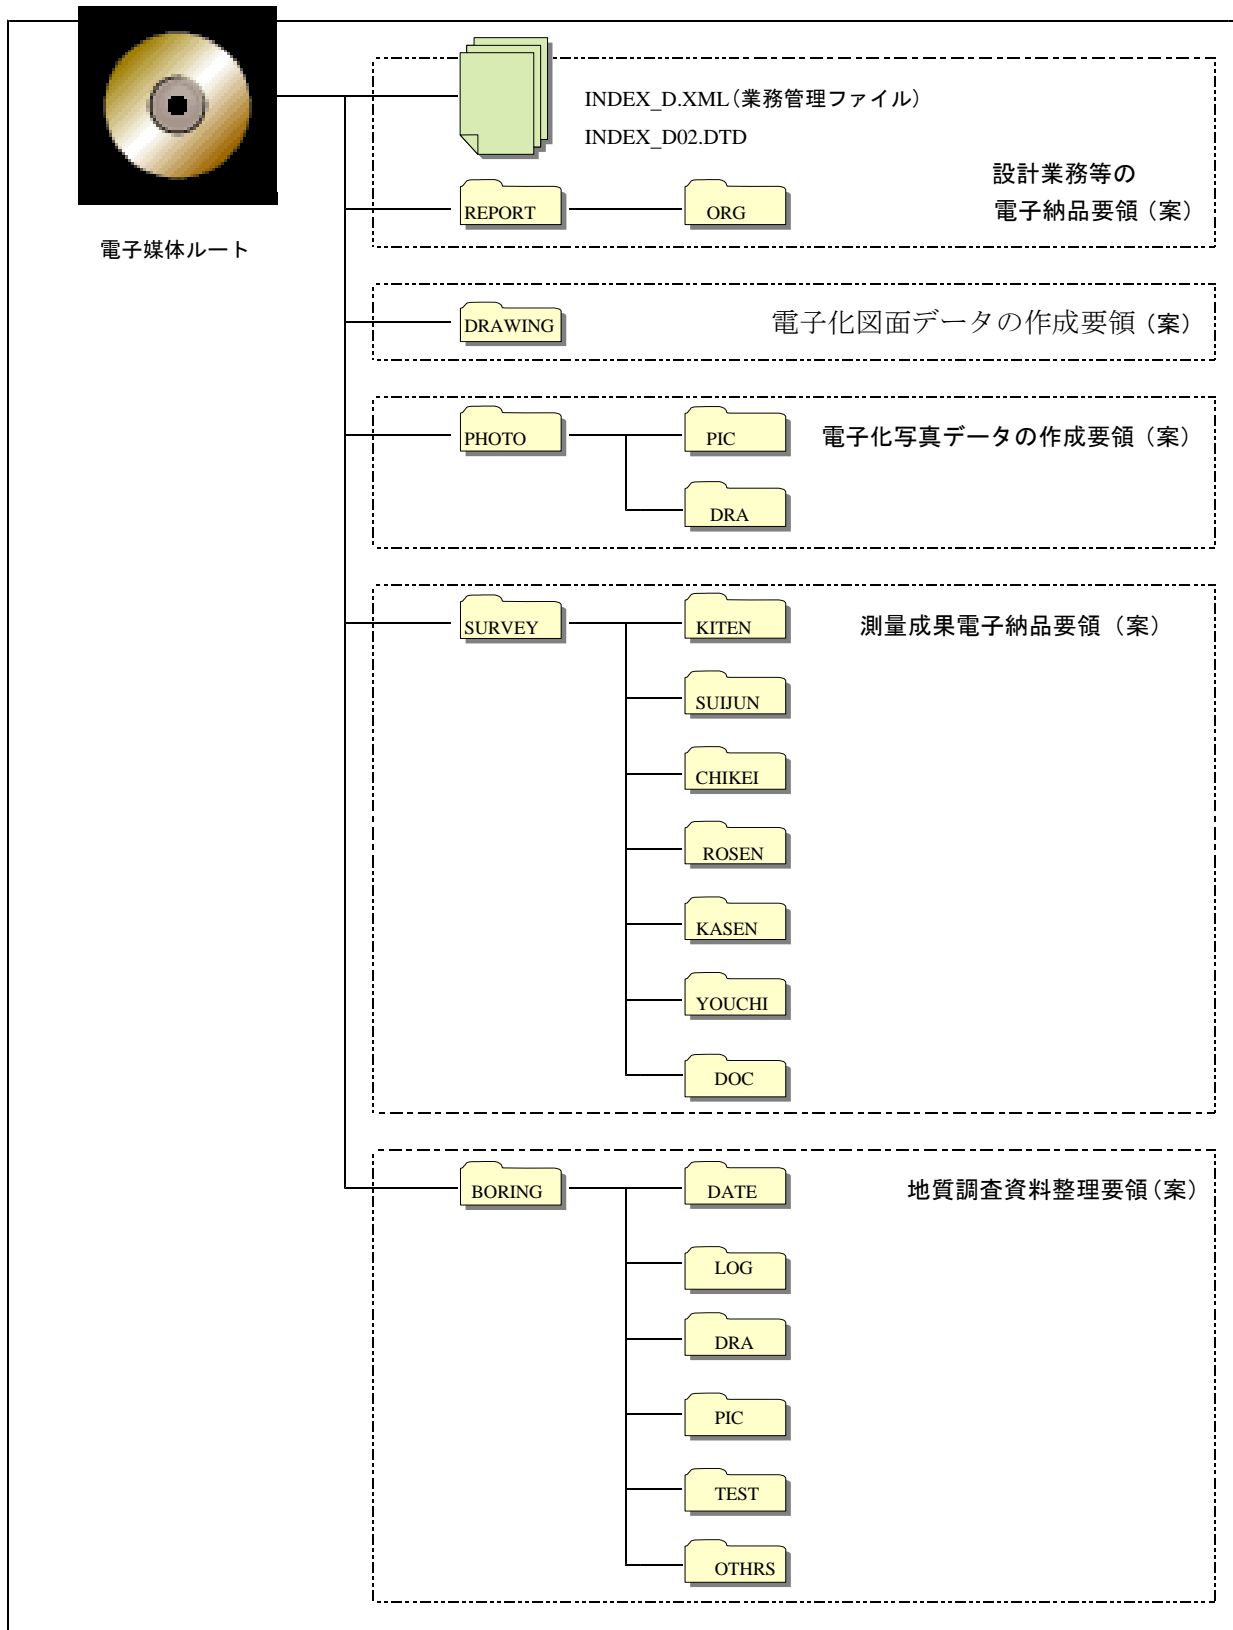 電子媒体ルート
INDEX_D.XML(業務管理ファイル)
INDEX_D02.DTD
設計業務等の
電子納品要領(案)
REPORT
ORG
DRAWING
電子化図面データの作成要領(案)
PHOTO
PIC
電子化写真データの作成要領(案)
DRA
SURVEY
KITEN
測量成果電子納品要領(案)
SUIJUN
CHIKEI
ROSEN
KASEN
YOUCHI
DOC
BORING
DATE
地質調査資料整理要領(案)
LOG
DRA
PIC
TEST
OTHRS